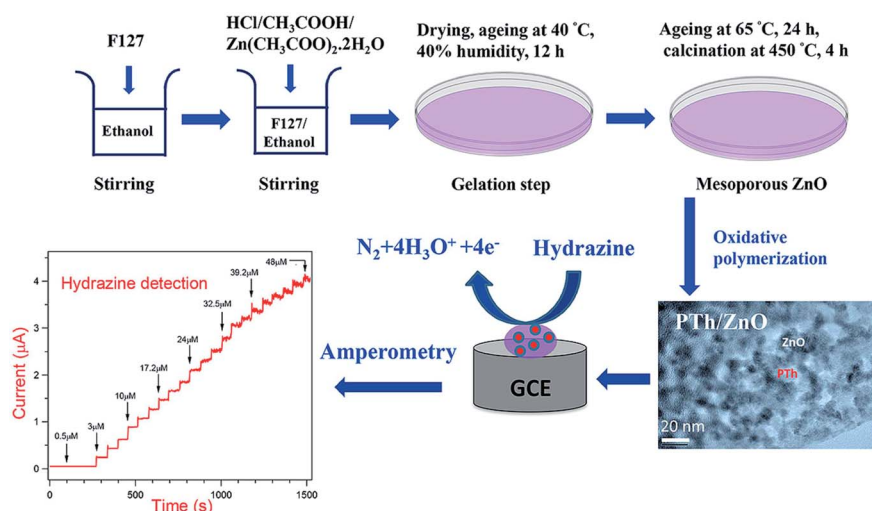 F127
Ethanol
Stirring
HCl/CH₃COOH/
Zn(CH₃COO)₂.2H₂O
F127/
Ethanol
Stirring
Drying, ageing at 40 °C,
40% humidity, 12 h
Gelation step
Ageing at 65 °C, 24 h,
calcination at 450 °C, 4 h
Mesoporous ZnO
Oxidative
polymerization
PTh/ZnO
ZnO
PTh
20 nm
N₂+4H₃O⁺ +4e⁻
Hydrazine
GCE
Amperometry
Hydrazine detection
Current (µA)
4
3
2
1
0
0.5µM
3µM
10µM
17.2µM
24µM
32.5µM
39.2µM
48µM
0
500
1000
1500
Time (s)